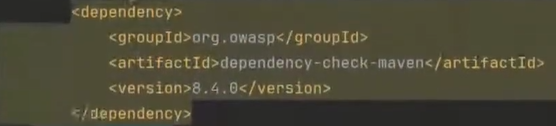 <dependency>
<groupId>org.owasp</groupId>
<artifactId>dependency-check-maven</artifactId>
<version>8.4.0</version>
</dependency>